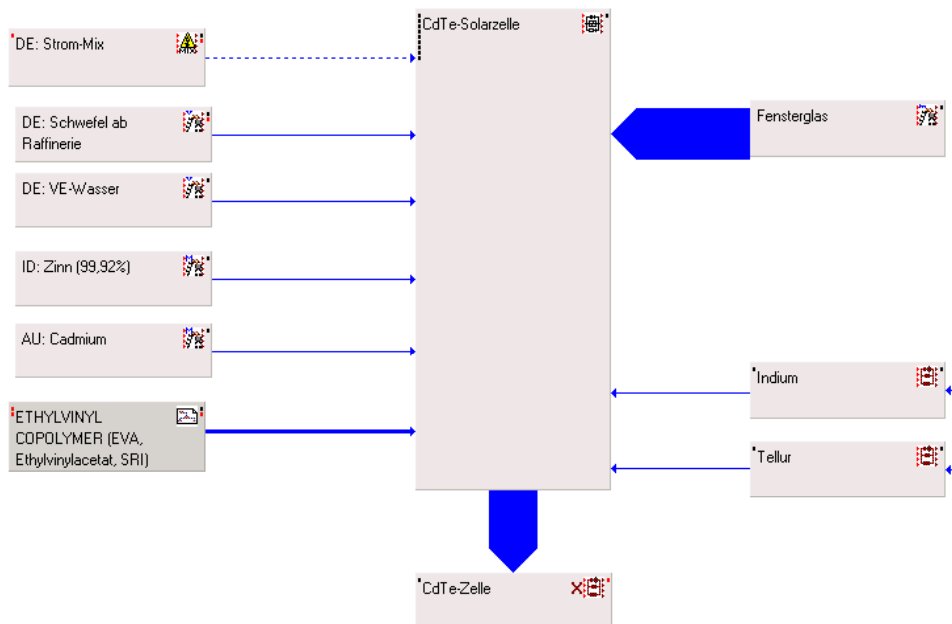 DE: Strom-Mix
MIX
CdTe-Solarzelle
DE: Schwefel ab
Raffinerie
Fensterglas
DE: VE-Wasser
ID: Zinn (99,92%)
AU: Cadmium
Indium
ETHYLVINYL
COPOLYMER (EVA,
Ethylvinylacetat, SRI)
Tellur
CdTe-Zelle